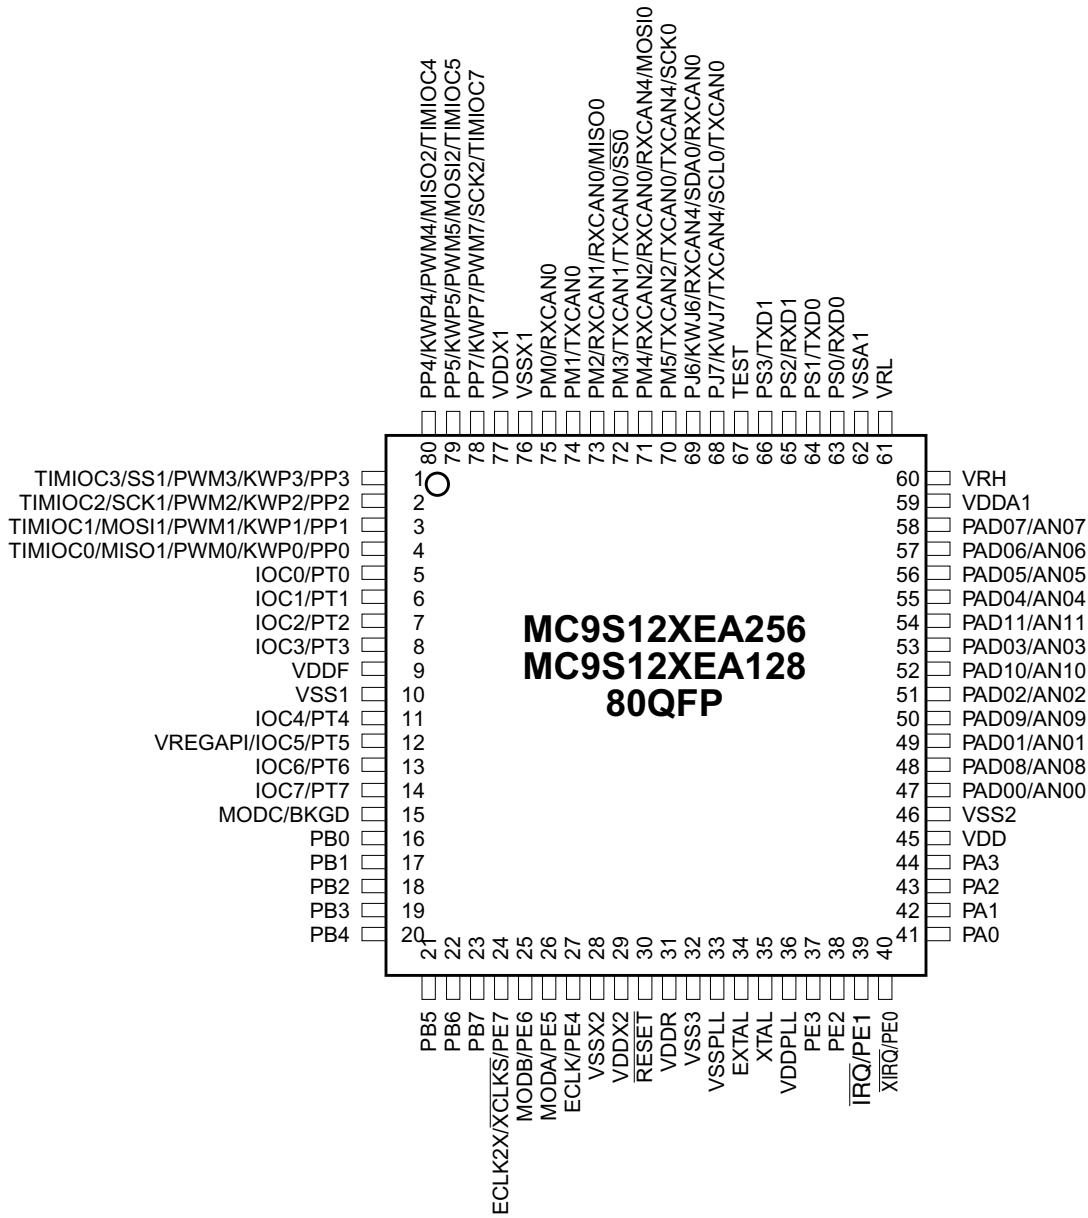 PP4/KWP4/PWM4/MISO2/TIMIOC4
PP5/KWP5/PWM5/MOSI2/TIMIOC5
PP7/KWP7/PWM7/SCK2/TIMIOC7
VDDX1
VSSX1
PM0/RXCAN0
PM1/TXCAN0
PM2/RXCAN1/RXCAN0/MISO0
PM3/TXCAN1/TXCAN0/SS0
PM4/RXCAN2/RXCAN0/RXCAN4/MOSI0
PM5/TXCAN2/TXCAN0/TXCAN4/SCK0
PJ6/KWJ6/RXCAN4/SDA0/RXCAN0
PJ7/KWJ7/TXCAN4/SCL0/TXCAN0
TEST
PS3/TXD1
PS2/RXD1
PS1/TXD0
PS0/RXD0
VSSA1
VRL
80
79
78
77
76
75
74
73
72
71
70
69
68
67
66
65
64
63
62
61
TIMIOC3/SS1/PWM3/KWP3/PP3 1
TIMIOC2/SCK1/PWM2/KWP2/PP2 2
TIMIOC1/MOSI1/PWM1/KWP1/PP1 3
TIMIOC0/MISO1/PWM0/KWP0/PP0 4
IOC0/PT0 5
IOC1/PT1 6
IOC2/PT2 7
IOC3/PT3 8
VDDF 9
VSS1 10
IOC4/PT4 11
VREGAPI/IOC5/PT5 12
IOC6/PT6 13
IOC7/PT7 14
MODC/BKGD 15
PB0 16
PB1 17
PB2 18
PB3 19
PB4 20
MC9S12XEA256
MC9S12XEA128
80QFP
60 VRH
59 VDDA1
58 PAD07/AN07
57 PAD06/AN06
56 PAD05/AN05
55 PAD04/AN04
54 PAD11/AN11
53 PAD03/AN03
52 PAD10/AN10
51 PAD02/AN02
50 PAD09/AN09
49 PAD01/AN01
48 PAD08/AN08
47 PAD00/AN00
46 VSS2
45 VDD
44 PA3
43 PA2
42 PA1
41 PA0
21
22
23
24
25
26
27
28
29
30
31
32
33
34
35
36
37
38
39
40
PB5
PB6
PB7
ECLK2X/XCLKS/PE7
MODB/PE6
MODA/PE5
ECLK/PE4
VSSX2
VDDX2
RESET
VDDR
VSS3
VSSPLL
EXTAL
XTAL
VDDPLL
PE3
PE2
IRQ/PE1
XIRQ/PE0